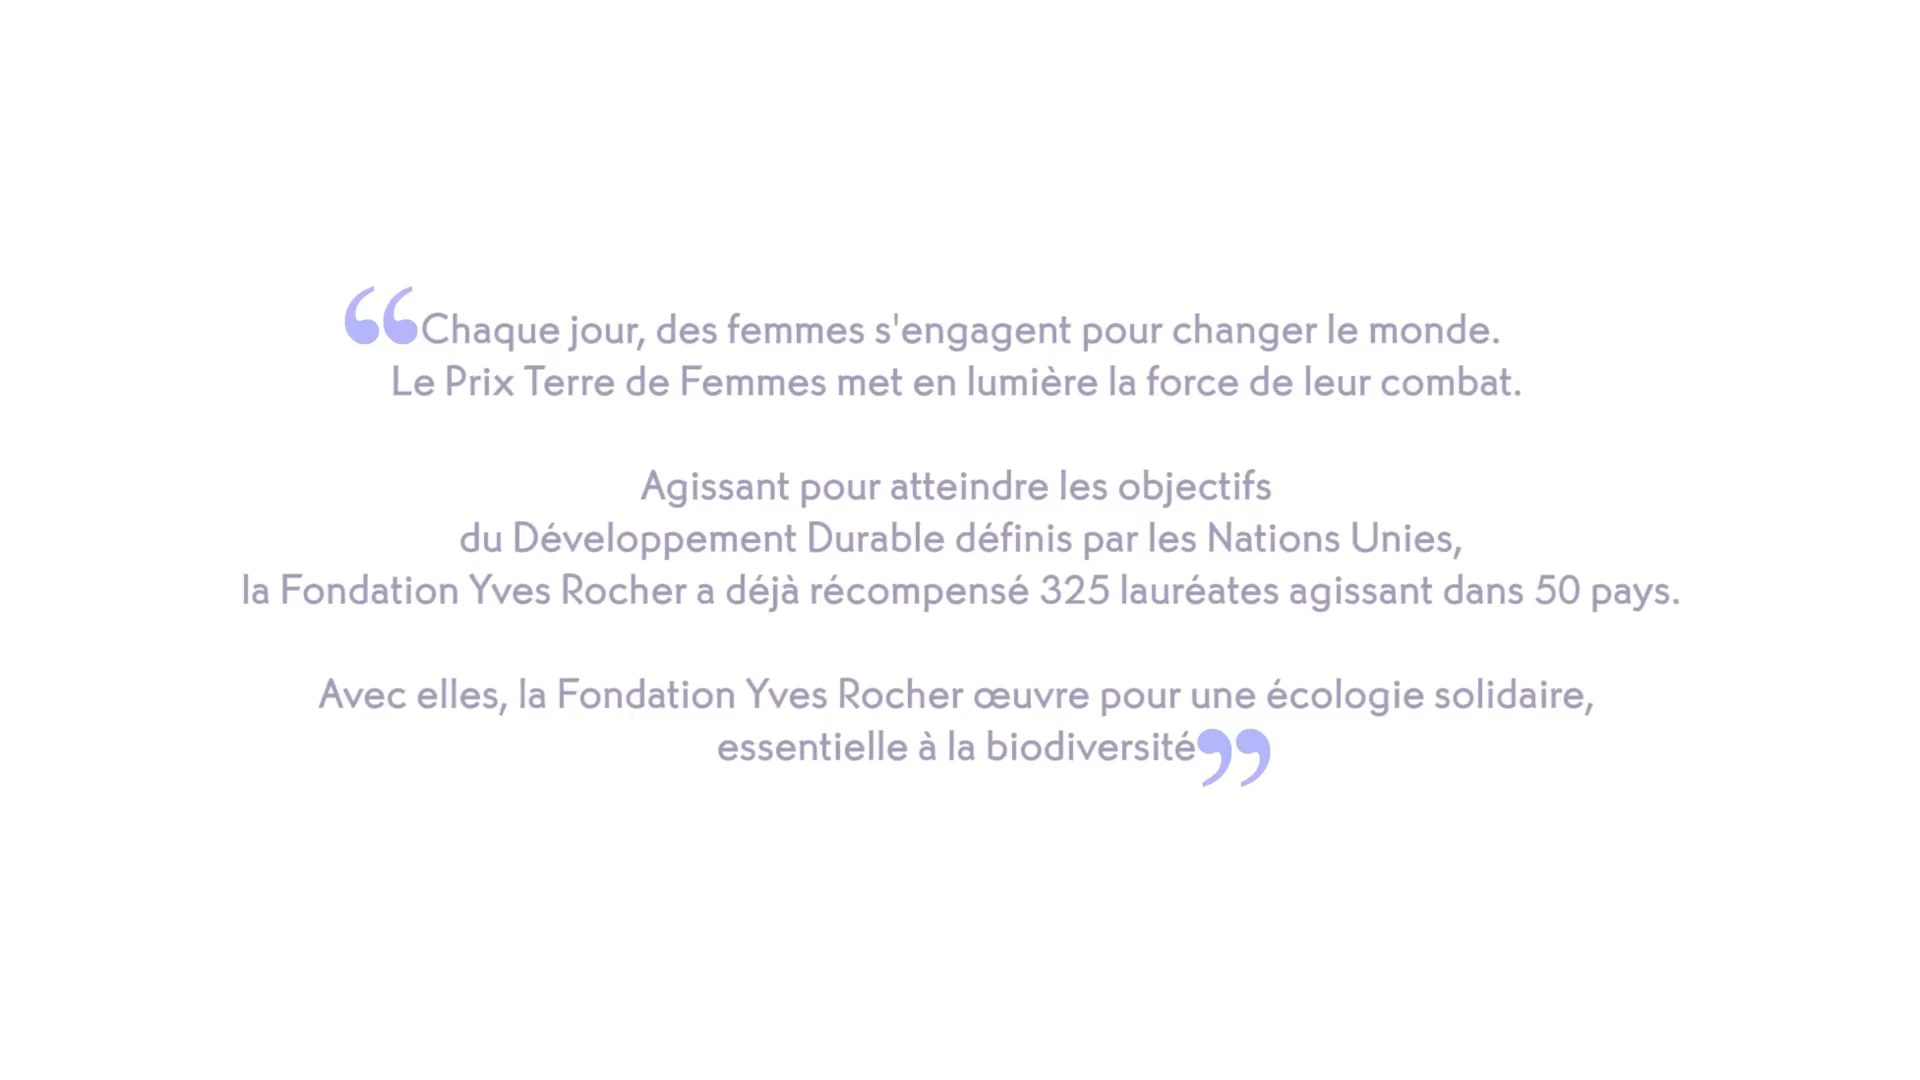 “Chaque jour, des femmes s'engagent pour changer le monde.
Le Prix Terre de Femmes met en lumière la force de leur combat.
Agissant pour atteindre les objectifs
du Développement Durable définis par les Nations Unies,
la Fondation Yves Rocher a déjà récompensé 325 lauréates agissant dans 50 pays.
Avec elles, la Fondation Yves Rocher œuvre pour une écologie solidaire,
essentielle à la biodiversité”